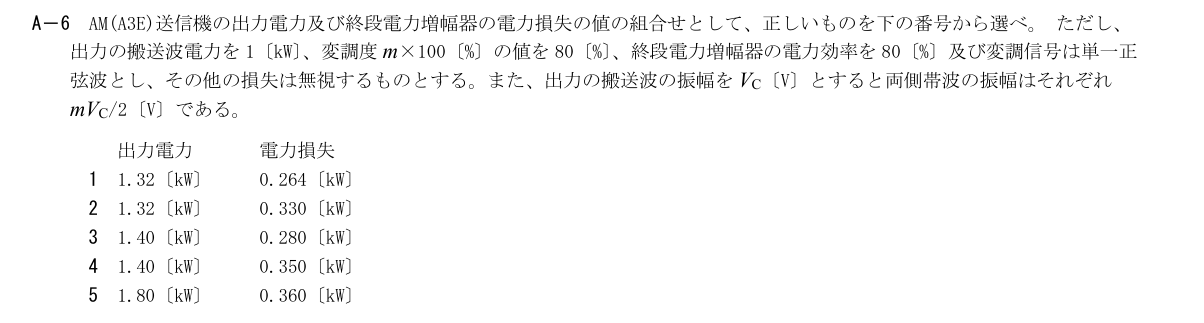 A－6 AM(A3E)送信機の出力電力及び終段電力増幅器の電力損失の値の組合せとして、正しいものを下の番号から選べ。 ただし、
出力の搬送波電力を 1〔kW〕、変調度 m×100〔%〕の値を 80〔%〕、終段電力増幅器の電力効率を 80〔%〕及び変調信号は単一正
弦波とし、その他の損失は無視するものとする。また、出力の搬送波の振幅を VC〔V〕とすると両側帯波の振幅はそれぞれ
mVC/2〔V〕である。
出力電力 電力損失
1 1.32〔kW〕 0.264〔kW〕
2 1.32〔kW〕 0.330〔kW〕
3 1.40〔kW〕 0.280〔kW〕
4 1.40〔kW〕 0.350〔kW〕
5 1.80〔kW〕 0.360〔kW〕